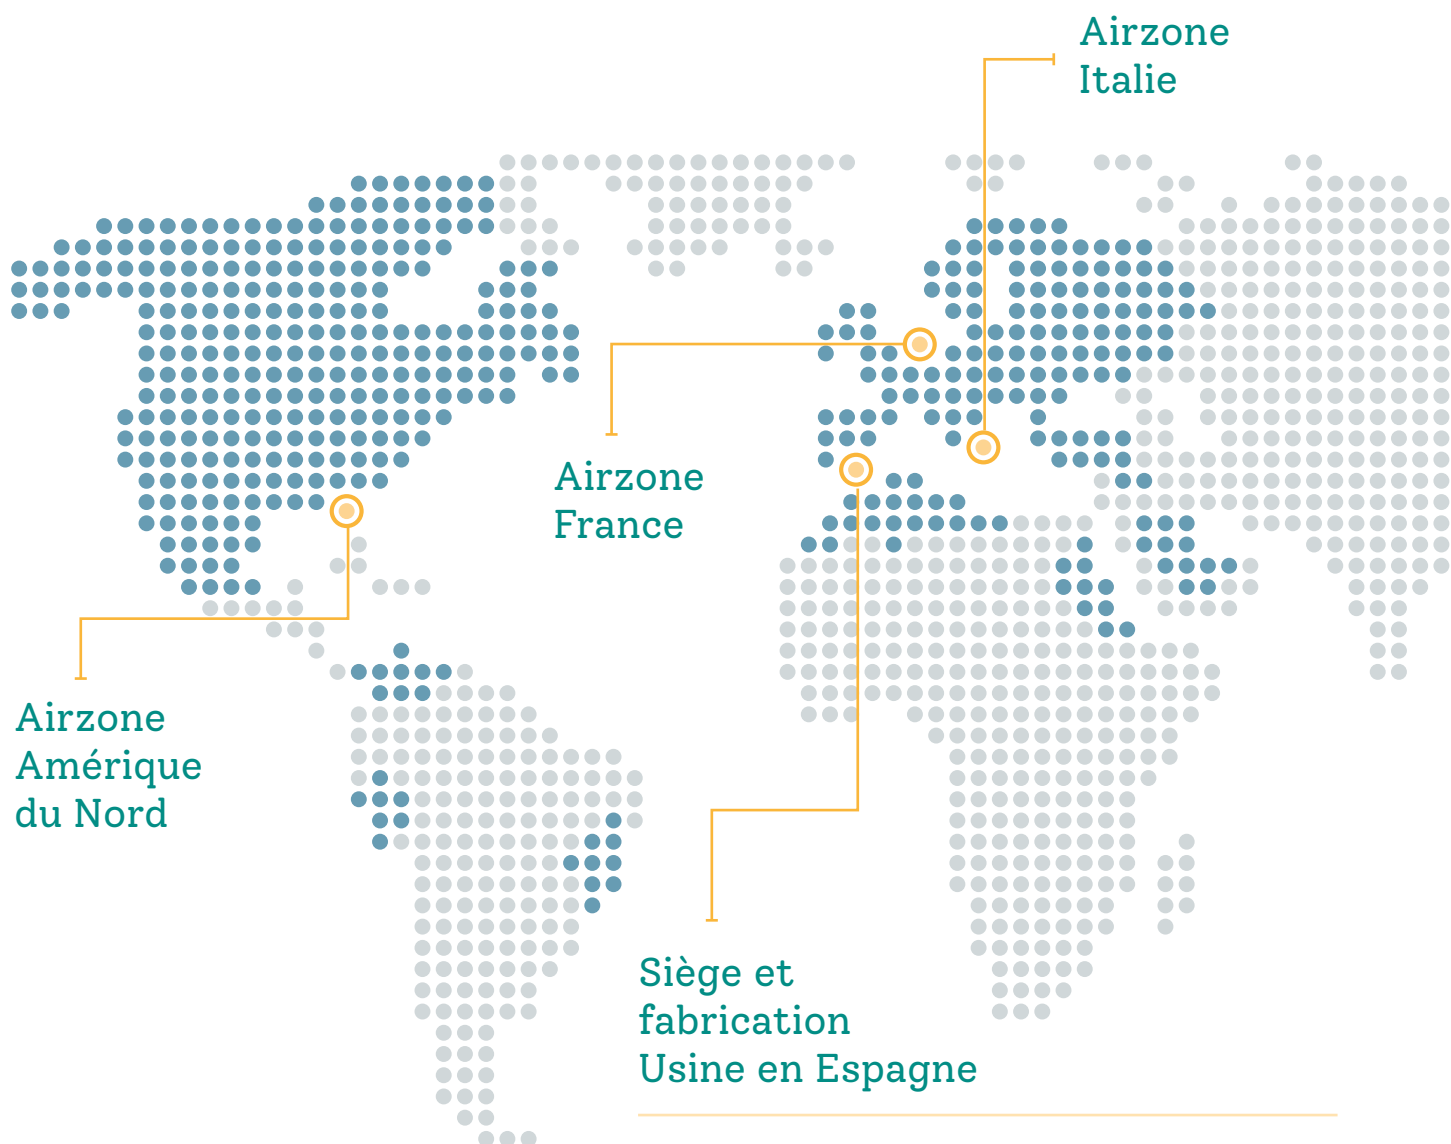 Airzone
Italie
Airzone
France
Airzone
Amérique
du Nord
Siège et
fabrication
Usine en Espagne